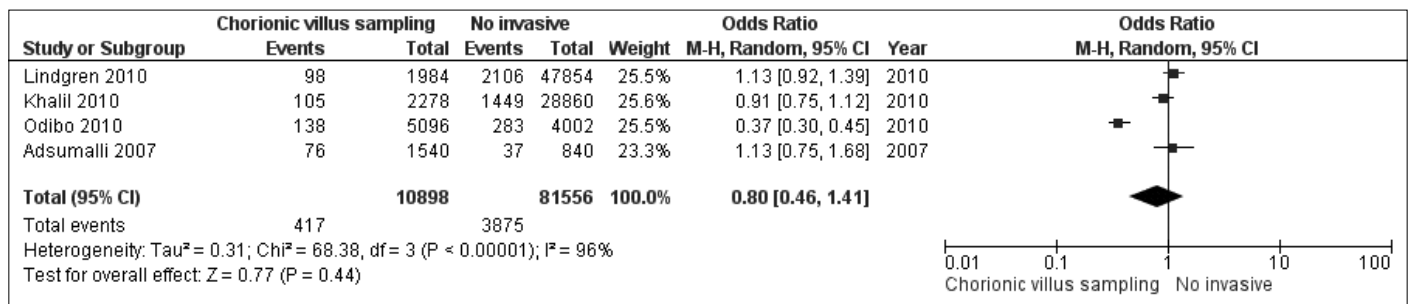 Chorionic villus sampling No invasive Odds Ratio Odds Ratio
Study or Subgroup Events Total Events Total Weight M-H, Random, 95% CI Year M-H, Random, 95% CI
Lindgren 2010 98 1984 2106 47854 25.5% 1.13 [0.92, 1.39] 2010
Khalil 2010 105 2278 1449 28860 25.6% 0.91 [0.75, 1.12] 2010
Odibo 2010 138 5096 283 4002 25.5% 0.37 [0.30, 0.45] 2010
Adsumalli 2007 76 1540 37 840 23.3% 1.13 [0.75, 1.68] 2007
Total (95% CI) 10898 81556 100.0% 0.80 [0.46, 1.41]
Total events 417 3875
Heterogeneity: Tau² = 0.31; Chi² = 68.38, df = 3 (P < 0.00001); I² = 96%
Test for overall effect: Z = 0.77 (P = 0.44)
0.01 0.1 1 10 100
Chorionic villus sampling No invasive